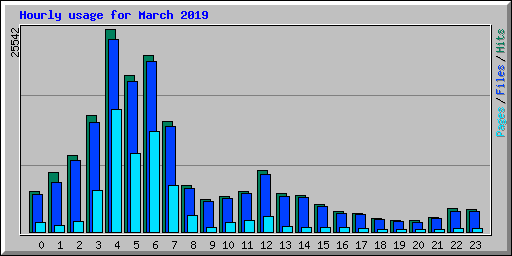 Hourly usage for March 2019
25542
Pages/Files/Hits
0 1 2 3 4 5 6 7 8 9 10 11 12 13 14 15 16 17 18 19 20 21 22 23